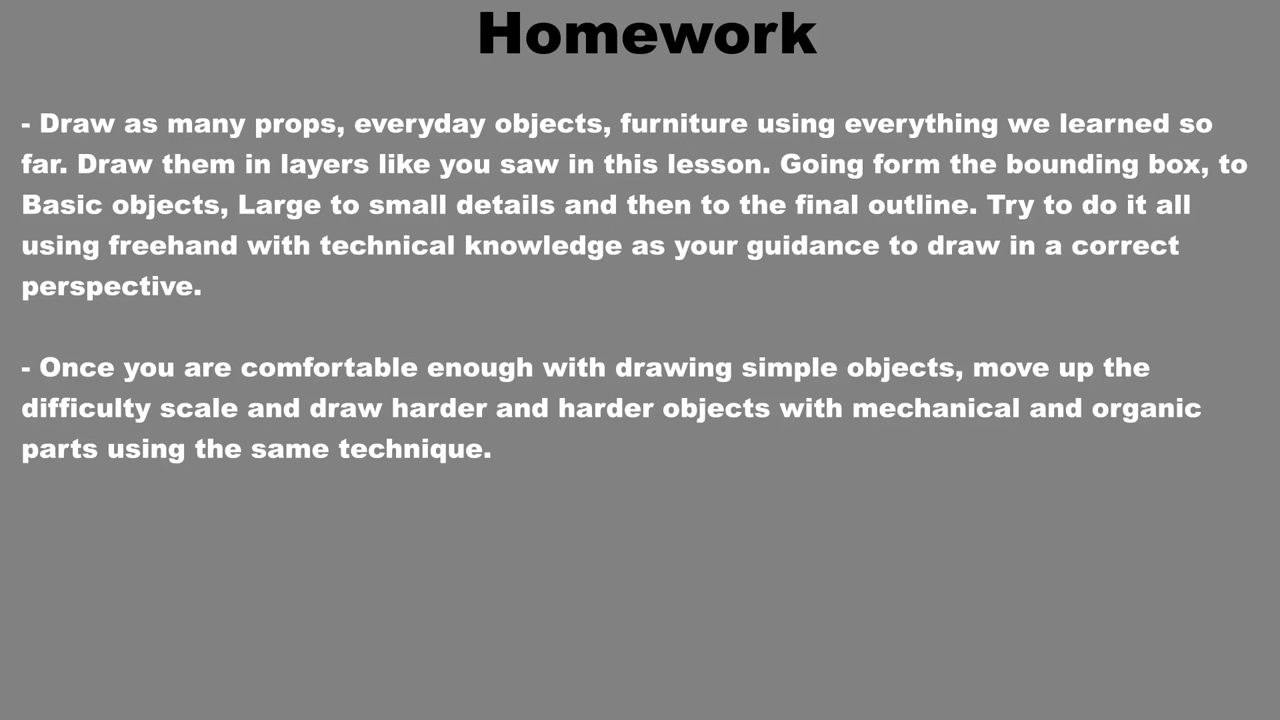 Homework
- Draw as many props, everyday objects, furniture using everything we learned so
far. Draw them in layers like you saw in this lesson. Going form the bounding box, to
Basic objects, Large to small details and then to the final outline. Try to do it all
using freehand with technical knowledge as your guidance to draw in a correct
perspective.
- Once you are comfortable enough with drawing simple objects, move up the
difficulty scale and draw harder and harder objects with mechanical and organic
parts using the same technique.